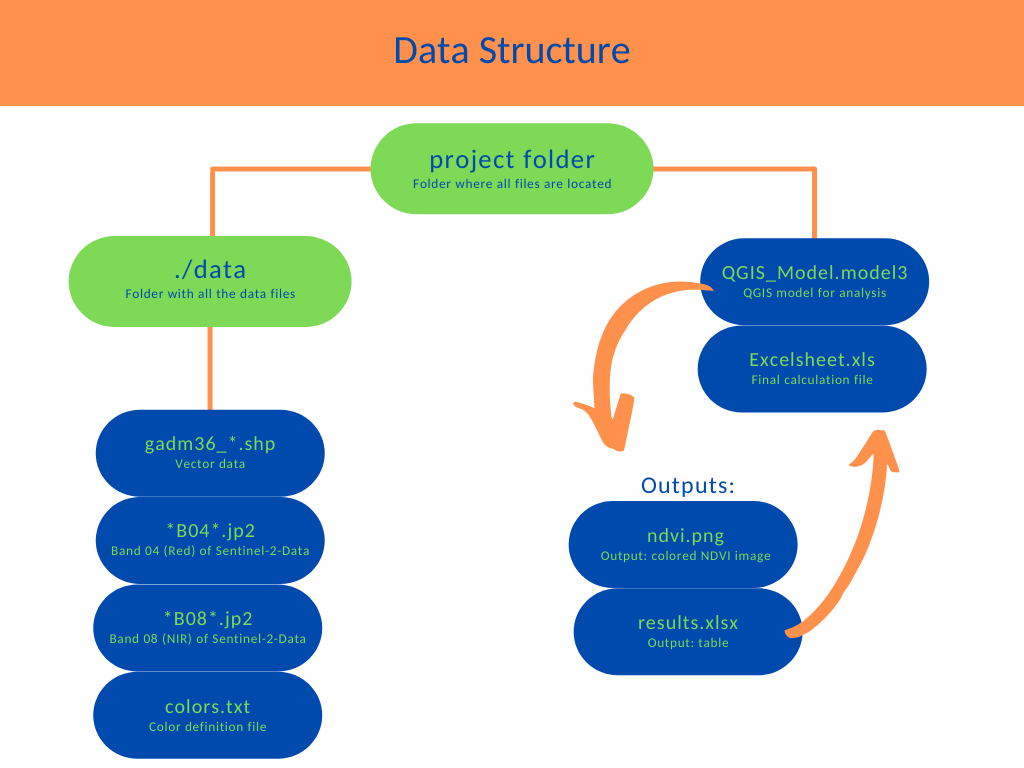 Data Structure
project folder
Folder where all files are located
./data
Folder with all the data files
gadm36_*.shp
Vector data
*B04*.jp2
Band 04 (Red) of Sentinel-2-Data
*B08*.jp2
Band 08 (NIR) of Sentinel-2-Data
colors.txt
Color definition file
QGIS_Model.model3
QGIS model for analysis
Excelsheet.xls
Final calculation file
Outputs:
ndvi.png
Output: colored NDVI image
results.xlsx
Output: table